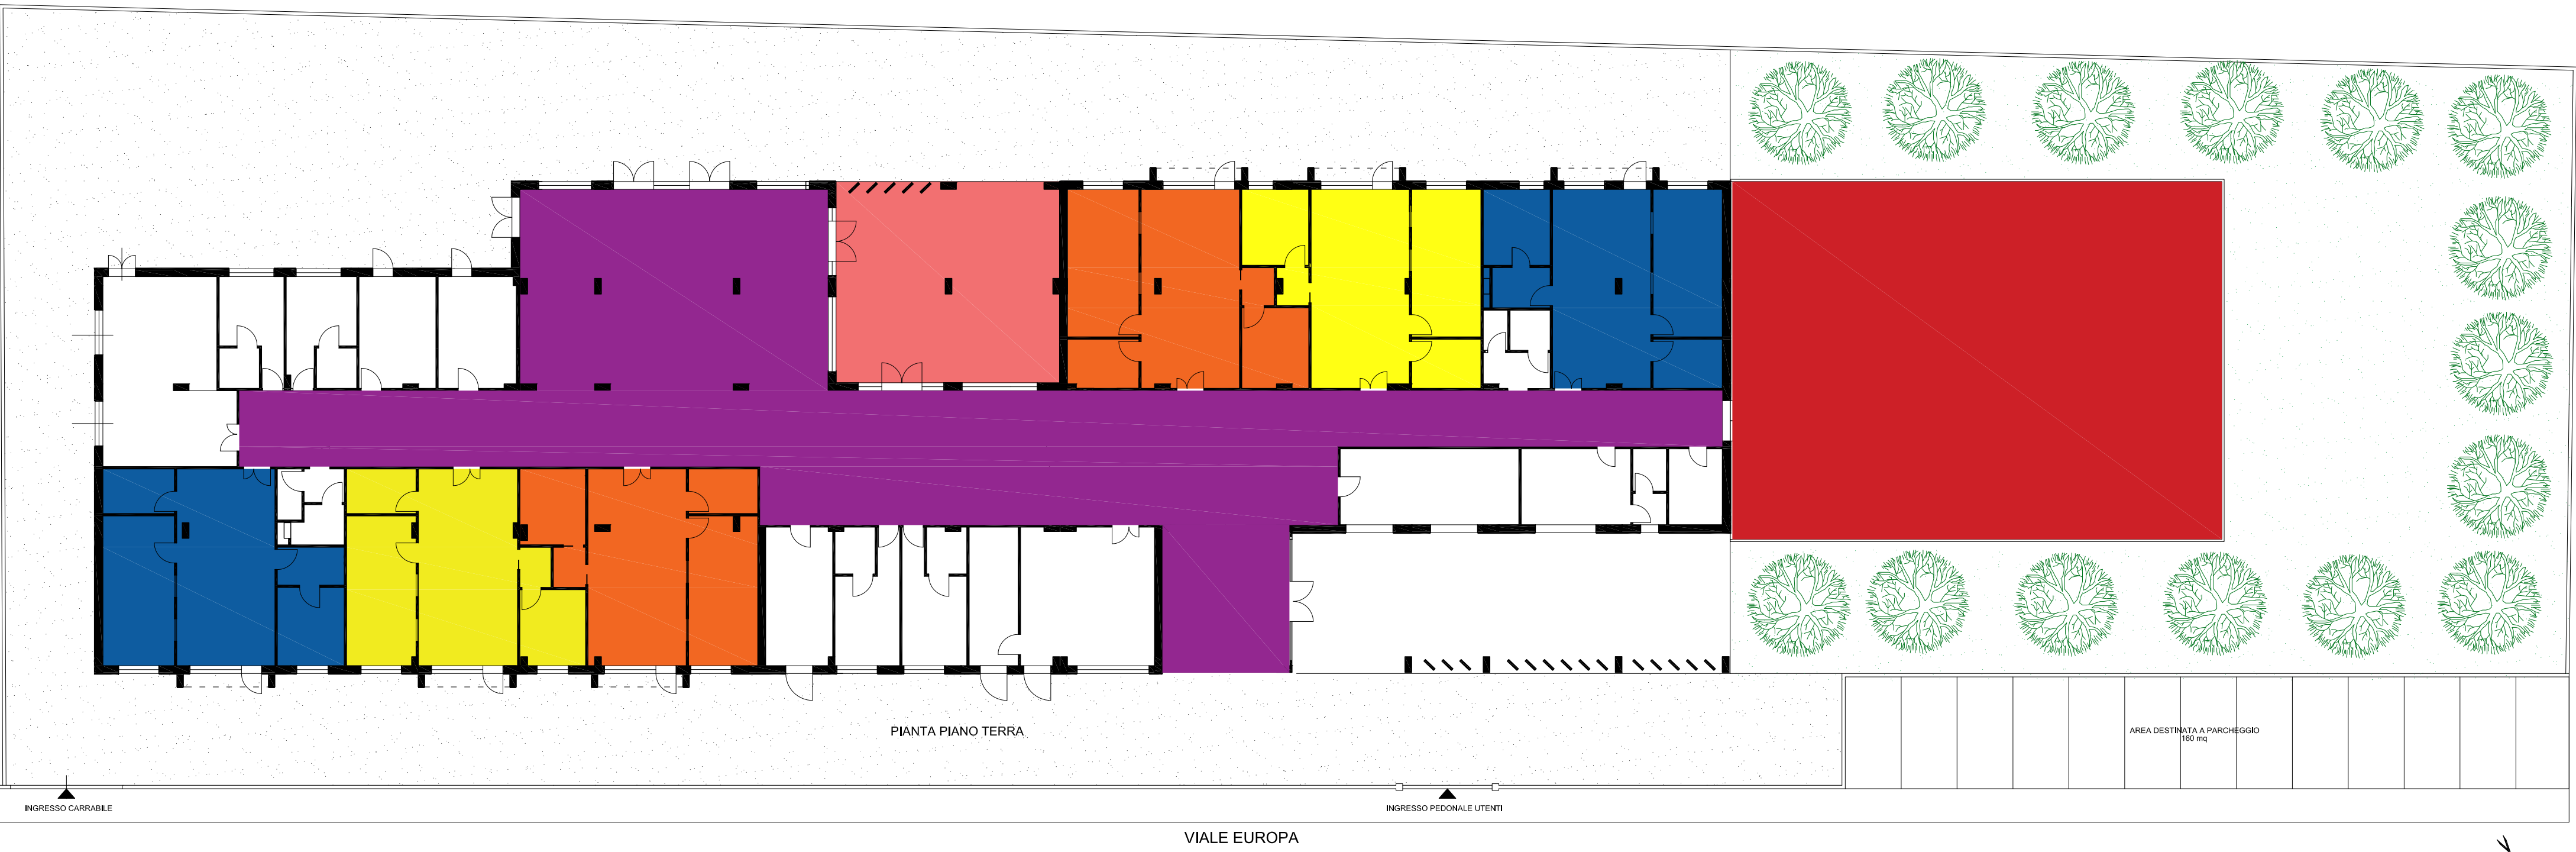 PIANTA PIANO TERRA
AREA DESTINATA A PARCHEGGIO
160 mq
INGRESSO CARRABILE
INGRESSO PEDONALE UTENTI
VIALE EUROPA